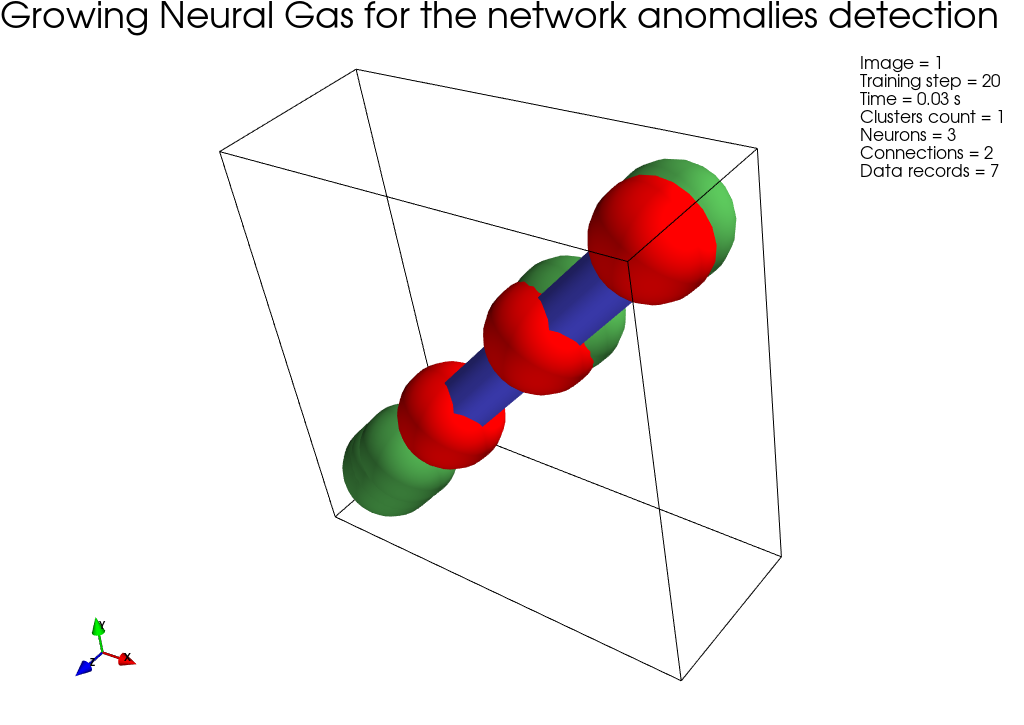 Growing Neural Gas for the network anomalies detection
Image = 1
Training step = 20
Time = 0.03 s
Clusters count = 1
Neurons = 3
Connections = 2
Data records = 7
Y
Z
X